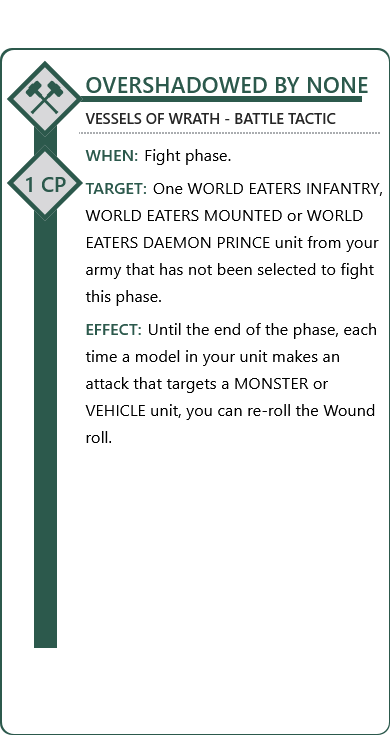 OVERSHADOWED BY NONE
VESSELS OF WRATH - BATTLE TACTIC
WHEN: Fight phase.
1 CP
TARGET: One WORLD EATERS INFANTRY,
WORLD EATERS MOUNTED or WORLD
EATERS DAEMON PRINCE unit from your
army that has not been selected to fight
this phase.
EFFECT: Until the end of the phase, each
time a model in your unit makes an
attack that targets a MONSTER or
VEHICLE unit, you can re-roll the Wound
roll.